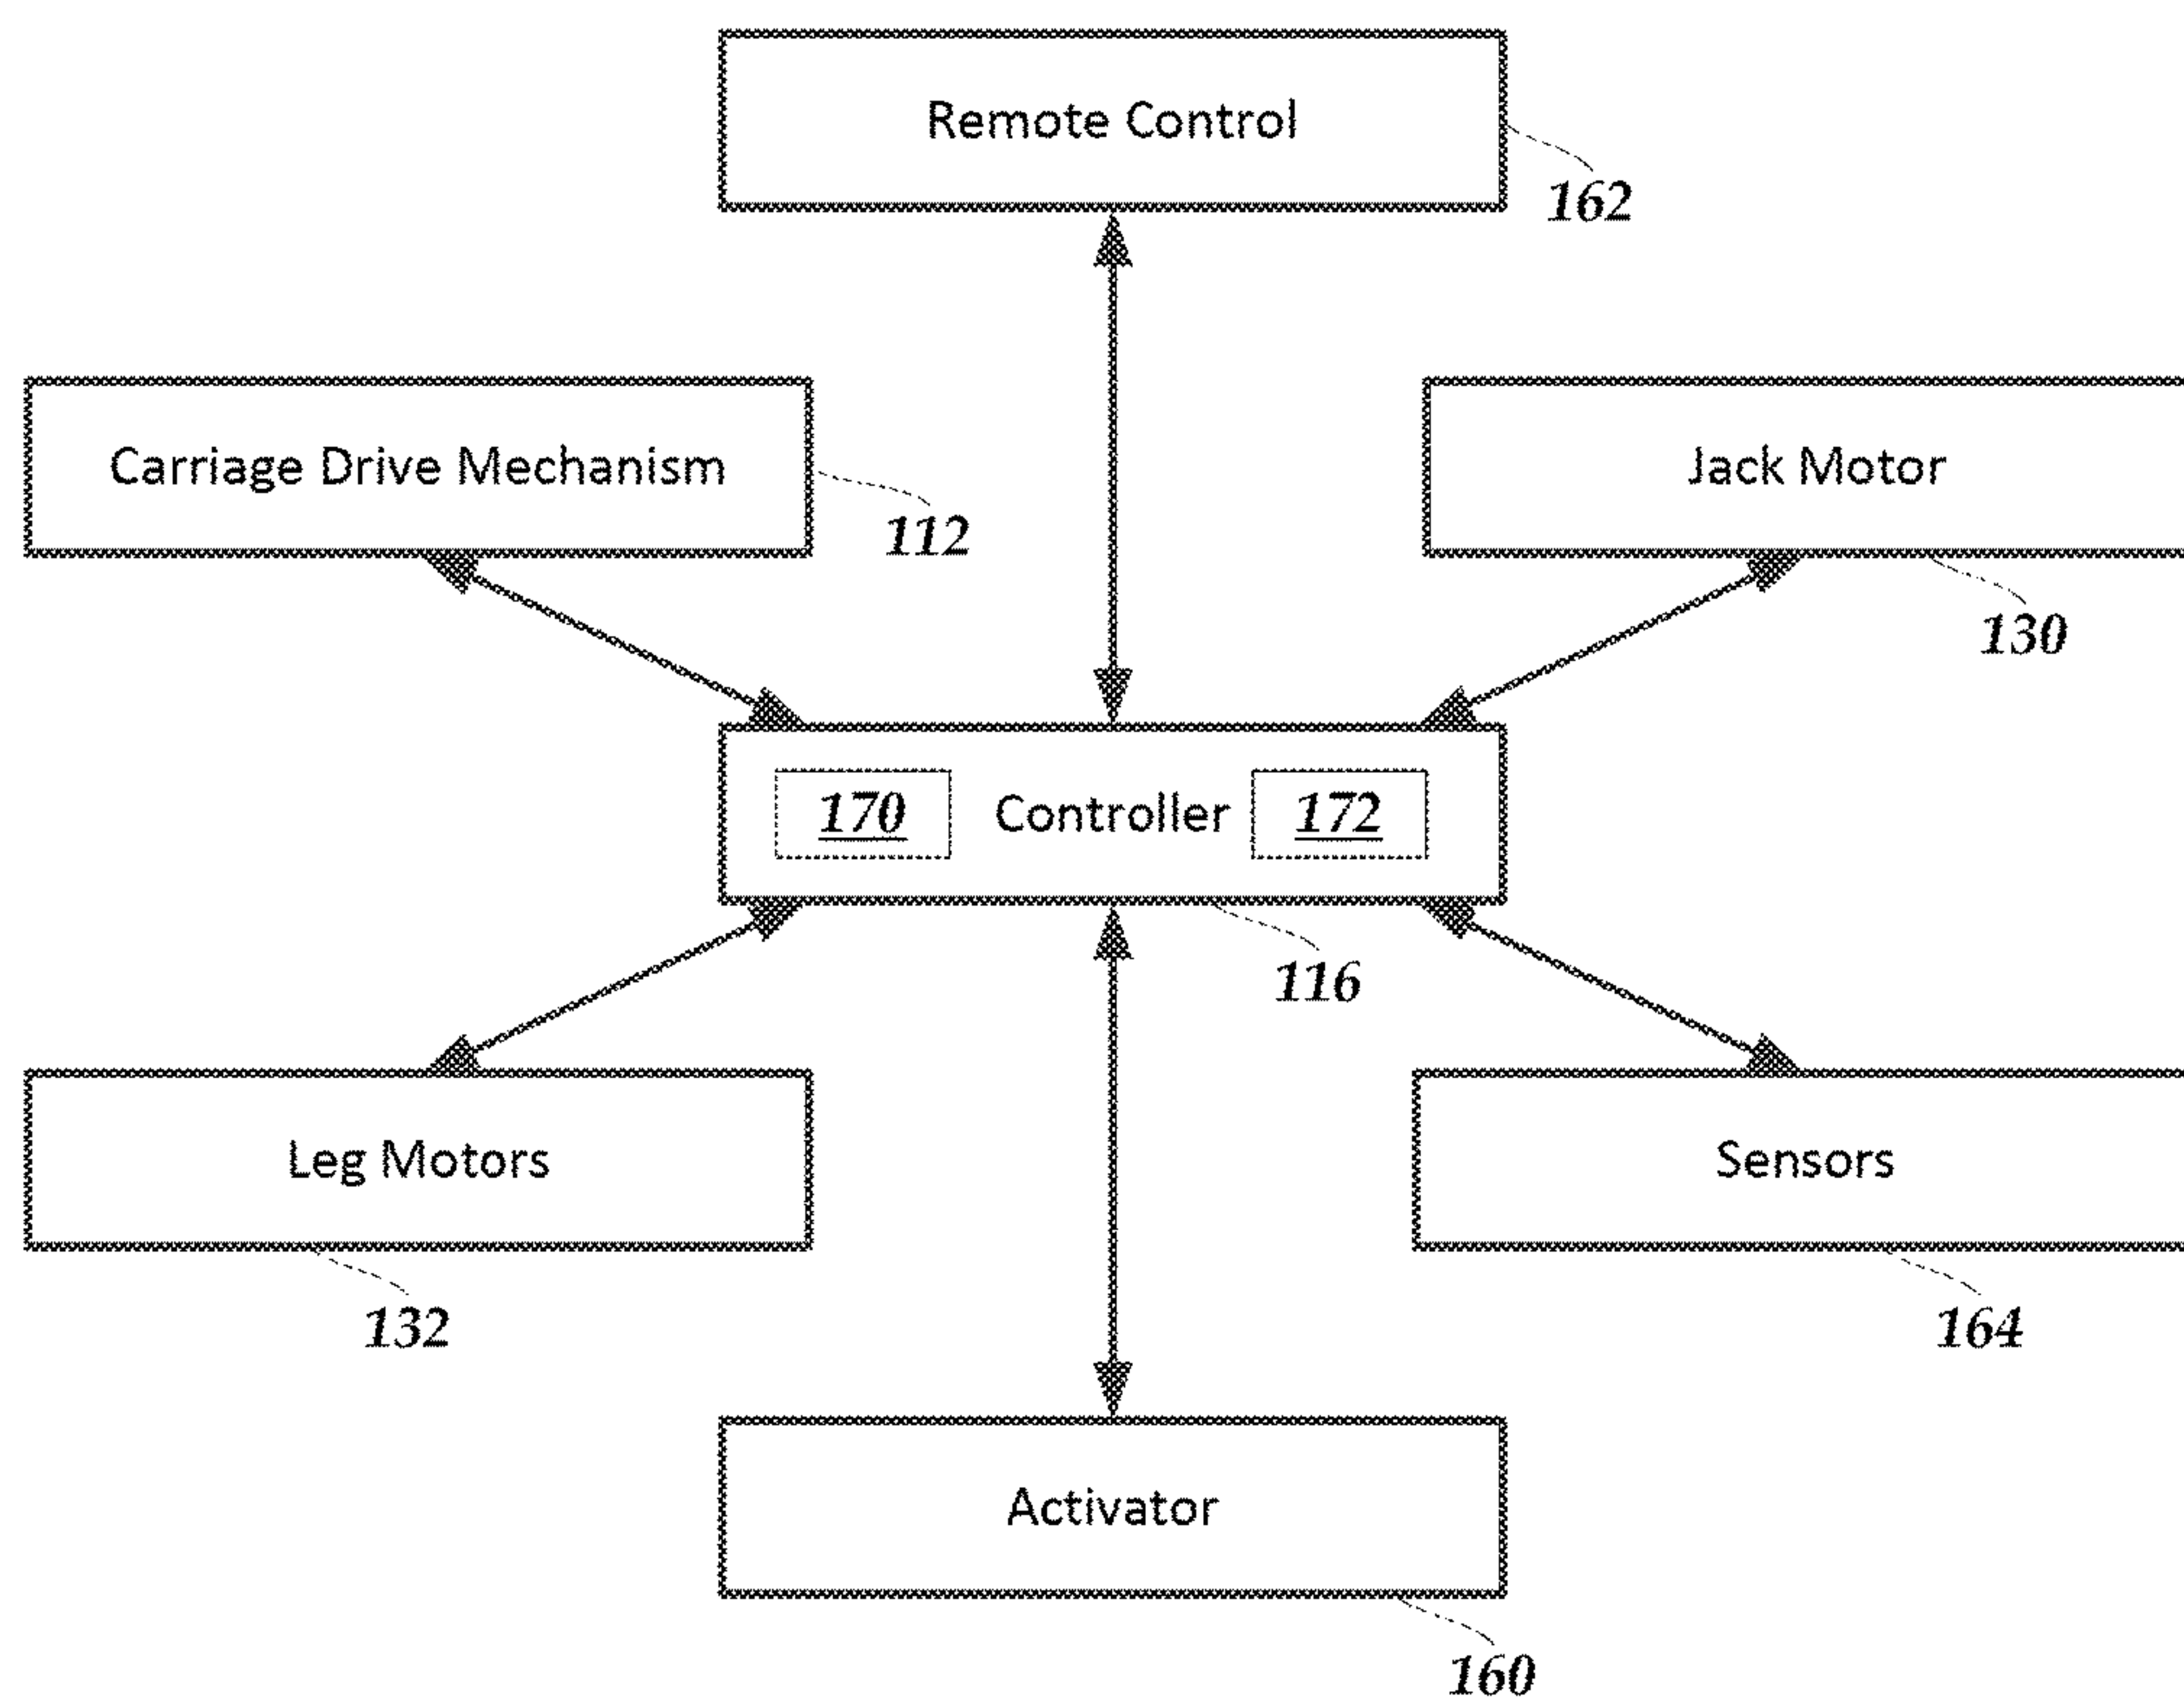 Remote Control
162
Carriage Drive Mechanism
112
Jack Motor
130
170 Controller 172
116
Leg Motors
132
Sensors
164
Activator
160